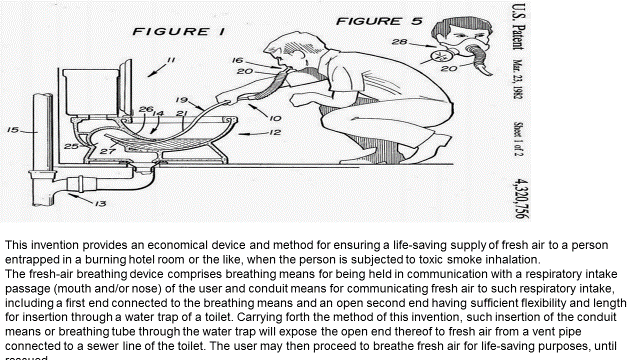 FIGURE 1
FIGURE 5
U.S. Patent Mar. 23, 1982 Sheet 1 of 2 4,320,756
11
28
16
20
20
19
26
14
21
10
15
12
25
27
13
This invention provides an economical device and method for ensuring a life-saving supply of fresh air to a person
entrapped in a burning hotel room or the like, when the person is subjected to toxic smoke inhalation.
The fresh-air breathing device comprises breathing means for being held in communication with a respiratory intake
passage (mouth and/or nose) of the user and conduit means for communicating fresh air to such respiratory intake,
including a first end connected to the breathing means and an open second end having sufficient flexibility and length
for insertion through a water trap of a toilet. Carrying forth the method of this invention, such insertion of the conduit
means or breathing tube through the water trap will expose the open end thereof to fresh air from a vent pipe
connected to a sewer line of the toilet. The user may then proceed to breathe fresh air for life-saving purposes, until